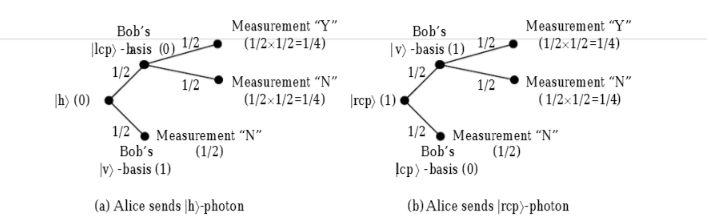 Bob's
|lcp⟩ -basis (0)
1/2
Measurement “Y”
(1/2×1/2=1/4)
1/2
1/2
Measurement “N”
(1/2×1/2=1/4)
|h⟩ (0)
1/2
Measurement “N”
(1/2)
Bob's
|v⟩ -basis (1)
(a) Alice sends |h⟩-photon
Bob's
|v⟩ -basis (1)
1/2
Measurement “Y”
(1/2×1/2=1/4)
1/2
1/2
Measurement “N”
( 1/2×1/2=1/4)
|rcp⟩ (1)
1/2
Measurement “N”
(1/2)
Bob's
|lcp⟩ -basis (0)
(b) Alice sends |rcp⟩-photon